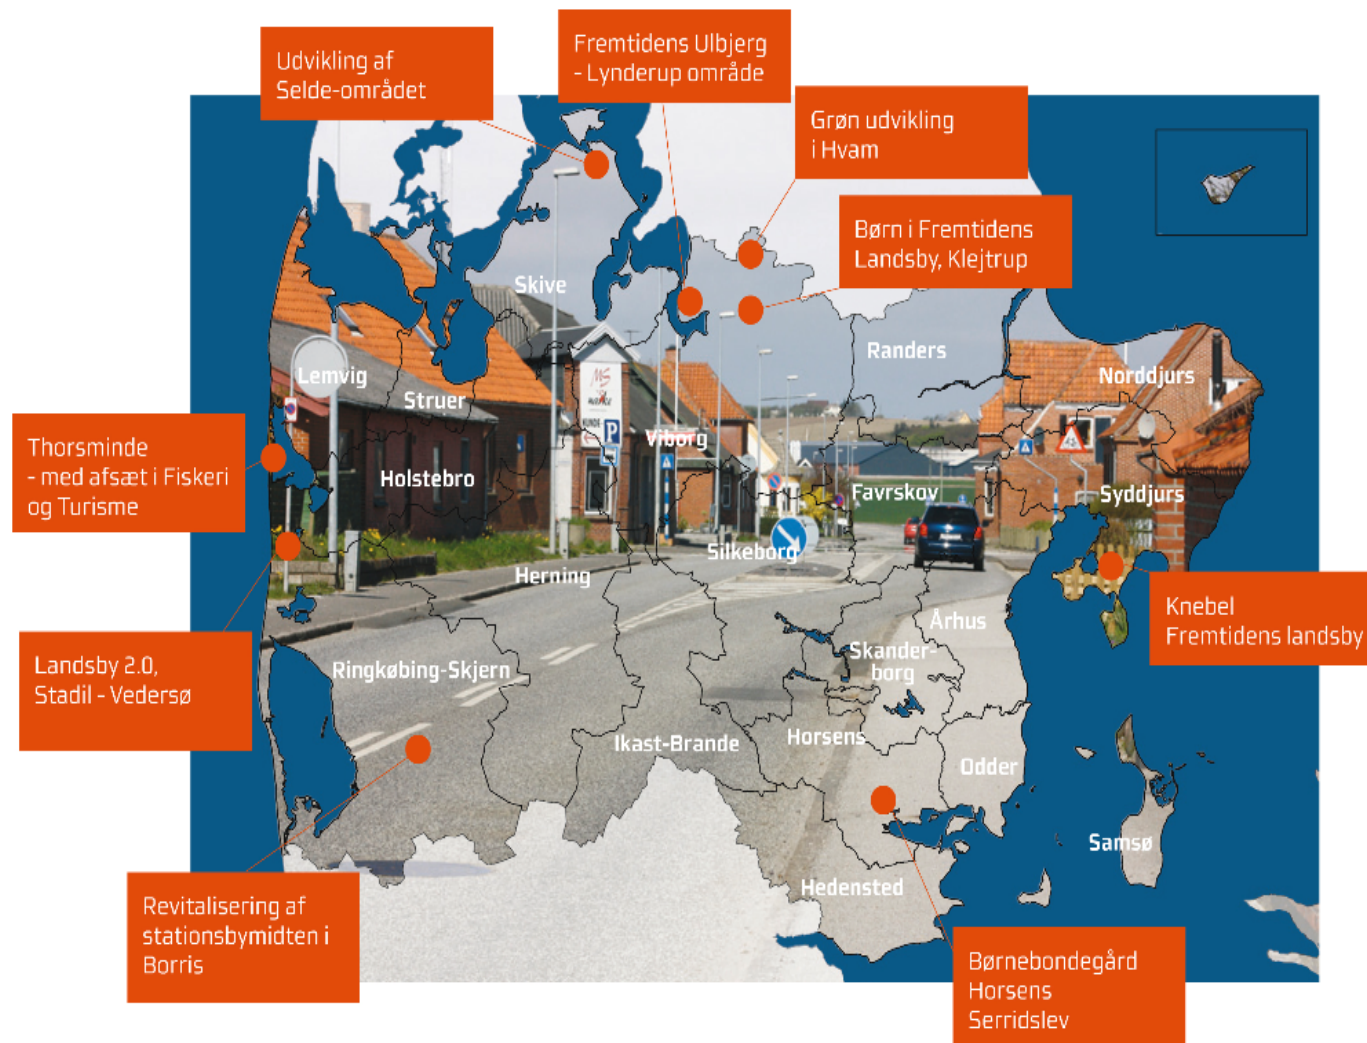 Udvikling af
Selde-området
Fremtidens Ulbjerg
- Lynderup område
Grøn udvikling
i Hvam
Børn i Fremtidens
Landsby, Klejtrup
Skive
Randers
Norddjurs
Lemvig
Struer
MS
KUNDE
P
Viborg
Thorsminde
- med afsæt i Fiskeri
og Turisme
Holstebro
Favrskov
Syddjurs
Silkeborg
Herning
Knebel
Fremtidens landsby
Århus
Skander-
borg
Landsby 2.0,
Stadil - Vedersø
Ringkøbing-Skjern
Ikast-Brande
Horsens
Odder
Samsø
Hedensted
Revitalisering af
stationsbymidten i
Borris
Børnebondegård
Horsens
Serridslev